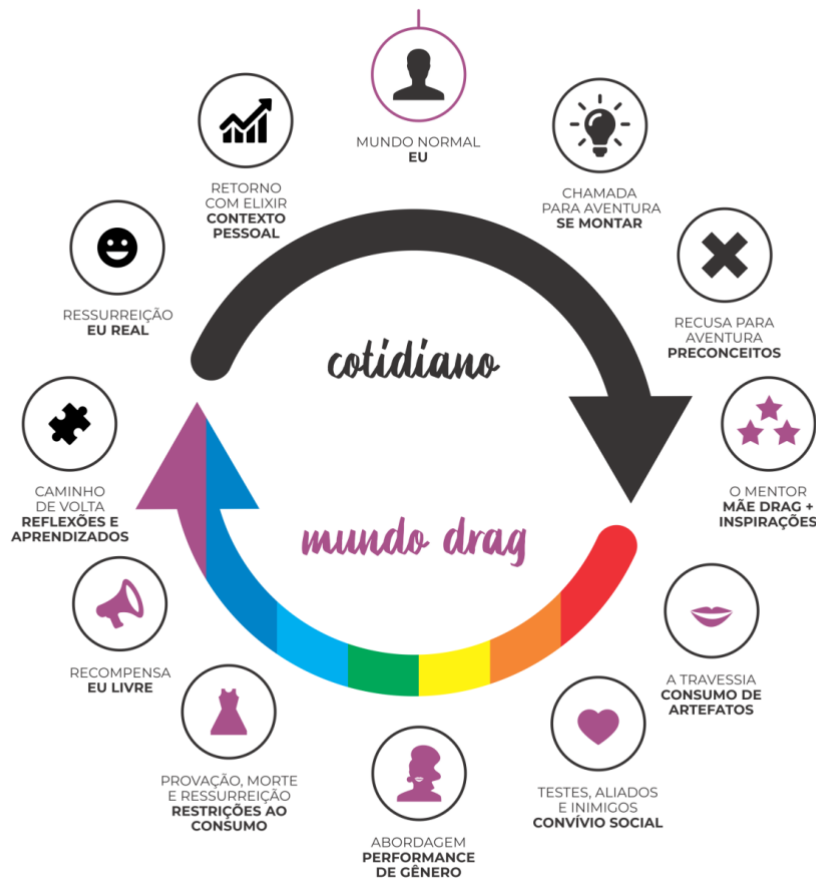 MUNDO NORMAL
EU
CHAMADA
PARA AVENTURA
SE MONTAR
RECUSA PARA
AVENTURA
PRECONCEITOS
O MENTOR
MÃE DRAG +
INSPIRAÇÕES
A TRAVESSIA
CONSUMO DE
ARTEFATOS
TESTES, ALIADOS
E INIMIGOS
CONVÍVIO SOCIAL
ABORDAGEM
PERFORMANCE
DE GÊNERO
PROVAÇÃO, MORTE
E RESSURREIÇÃO
RESTRIÇÕES AO
CONSUMO
RECOMPENSA
EU LIVRE
CAMINHO
DE VOLTA
REFLEXÕES E
APRENDIZADOS
RESSURREIÇÃO
EU REAL
RETORNO
COM ELIXIR
CONTEXTO
PESSOAL
cotidiano
mundo drag